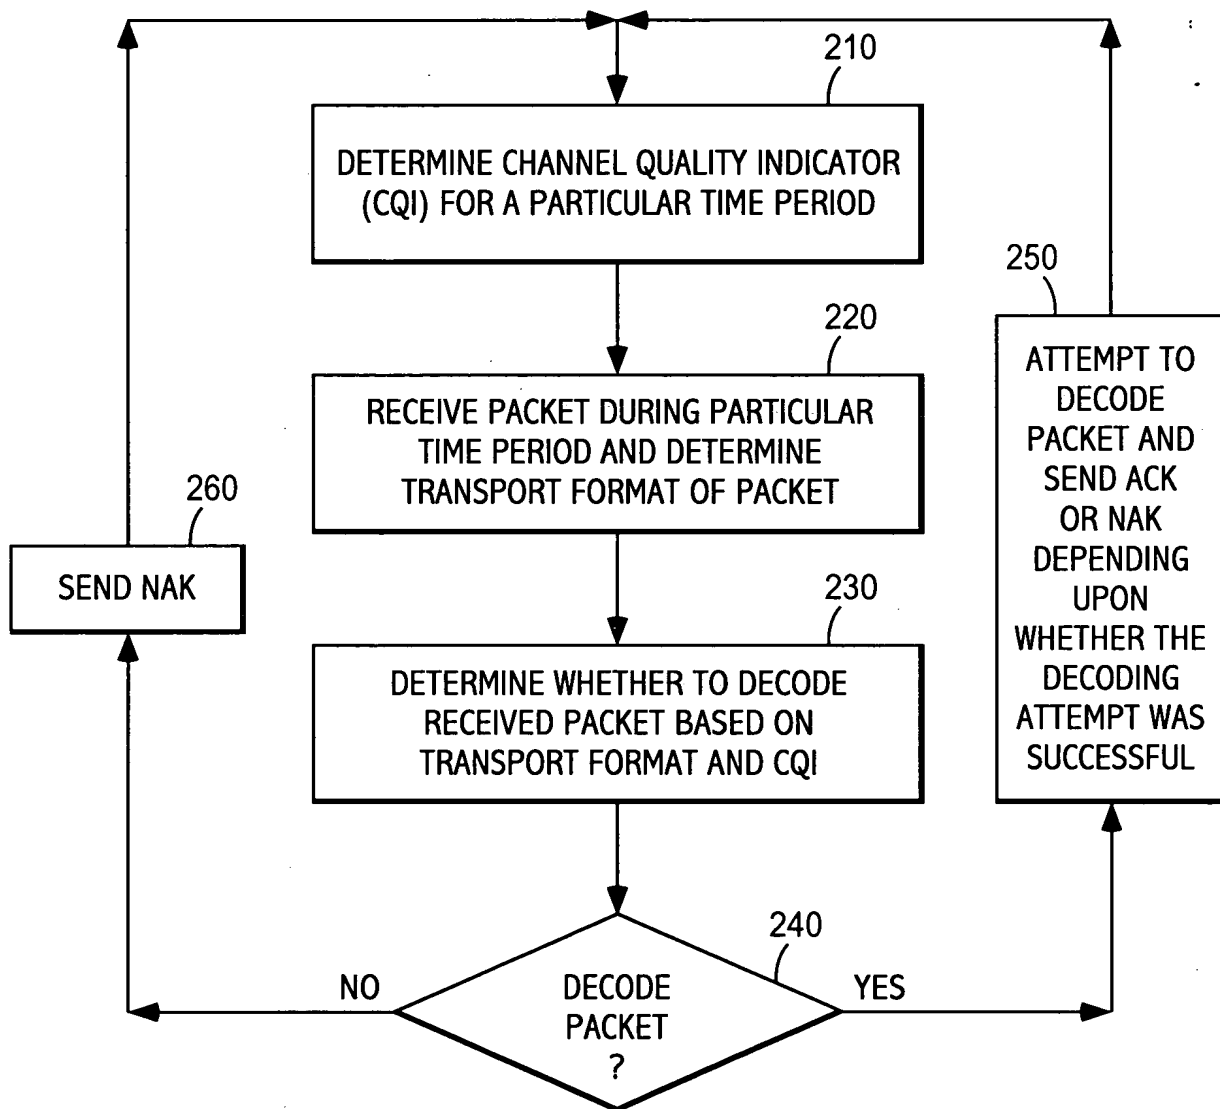 210
DETERMINE CHANNEL QUALITY INDICATOR
(CQI) FOR A PARTICULAR TIME PERIOD
220
RECEIVE PACKET DURING PARTICULAR
TIME PERIOD AND DETERMINE
TRANSPORT FORMAT OF PACKET
230
DETERMINE WHETHER TO DECODE
RECEIVED PACKET BASED ON
TRANSPORT FORMAT AND CQI
240
DECODE
PACKET
?
NO
YES
250
ATTEMPT TO
DECODE
PACKET AND
SEND ACK
OR NAK
DEPENDING
UPON
WHETHER THE
DECODING
ATTEMPT WAS
SUCCESSFUL
260
SEND NAK